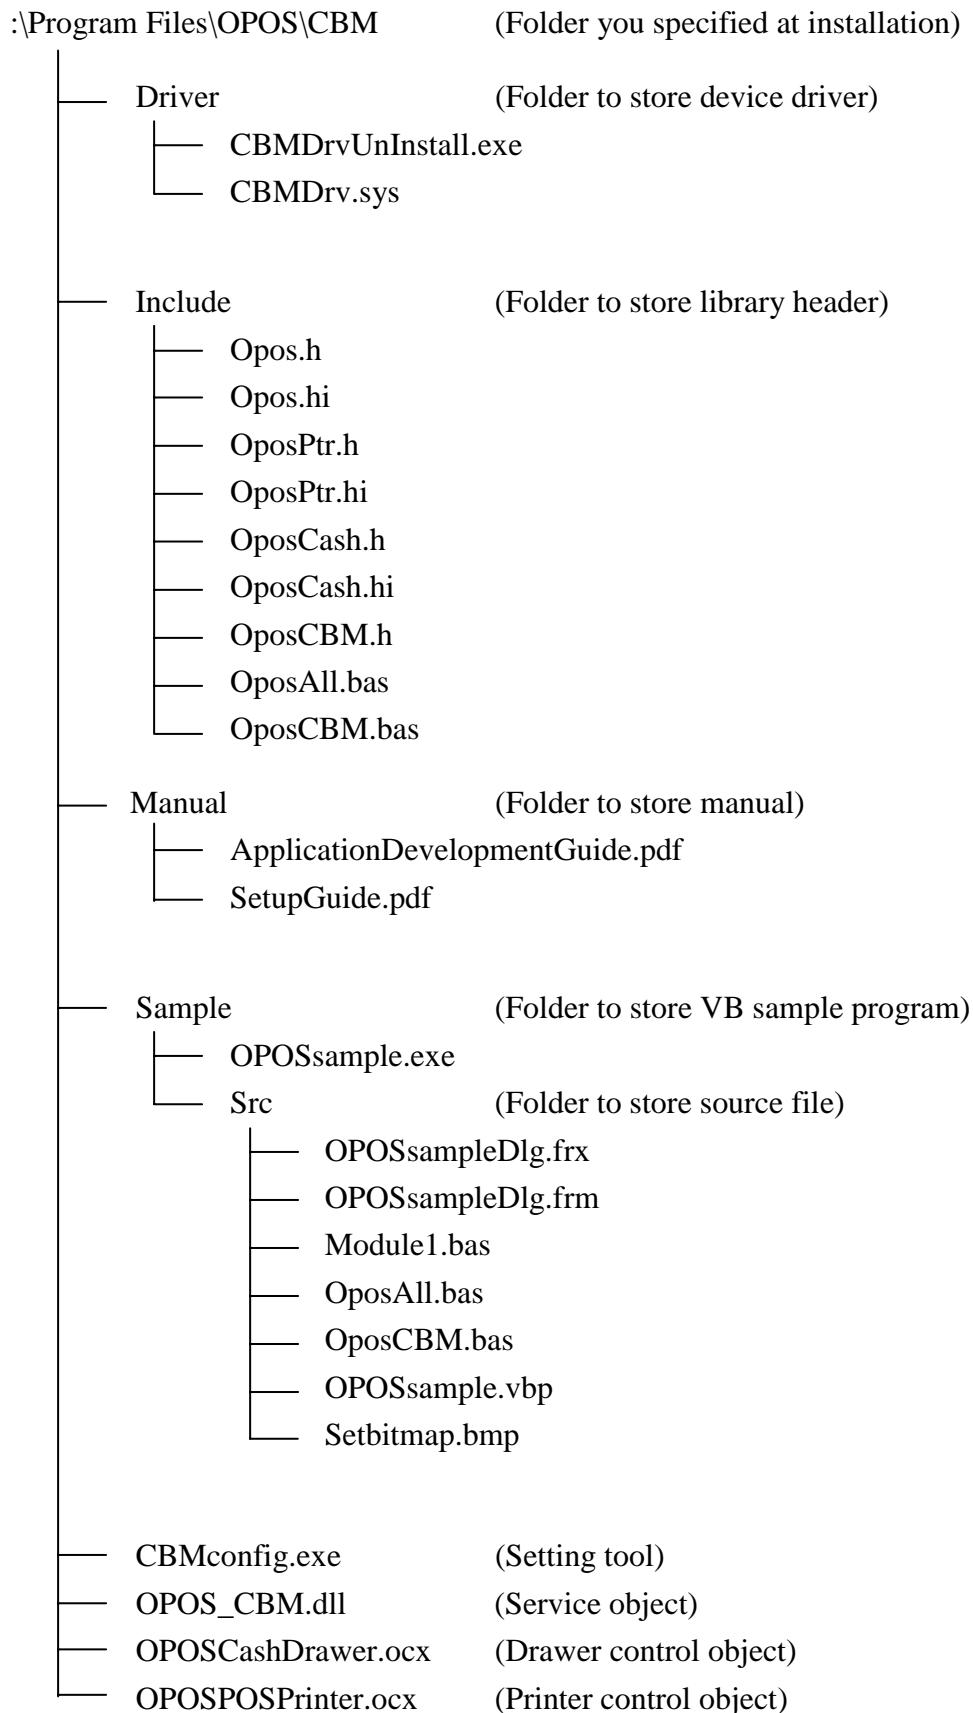 :\Program Files\OPOS\CBM (Folder you specified at installation)
Driver (Folder to store device driver)
CBMDrvUnInstall.exe
CBMDrv.sys
Include (Folder to store library header)
Opos.h
Opos.hi
OposPtr.h
OposPtr.hi
OposCash.h
OposCash.hi
OposCBM.h
OposAll.bas
OposCBM.bas
Manual (Folder to store manual)
ApplicationDevelopmentGuide.pdf
SetupGuide.pdf
Sample (Folder to store VB sample program)
OPOSsample.exe
Src (Folder to store source file)
OPOSsampleDlg.frx
OPOSsampleDlg.frm
Module1.bas
OposAll.bas
OposCBM.bas
OPOSsample.vbp
Setbitmap.bmp
CBMconfig.exe (Setting tool)
OPOS_CBM.dll (Service object)
OPOSCashDrawer.ocx (Drawer control object)
OPOSPOSPrinter.ocx (Printer control object)